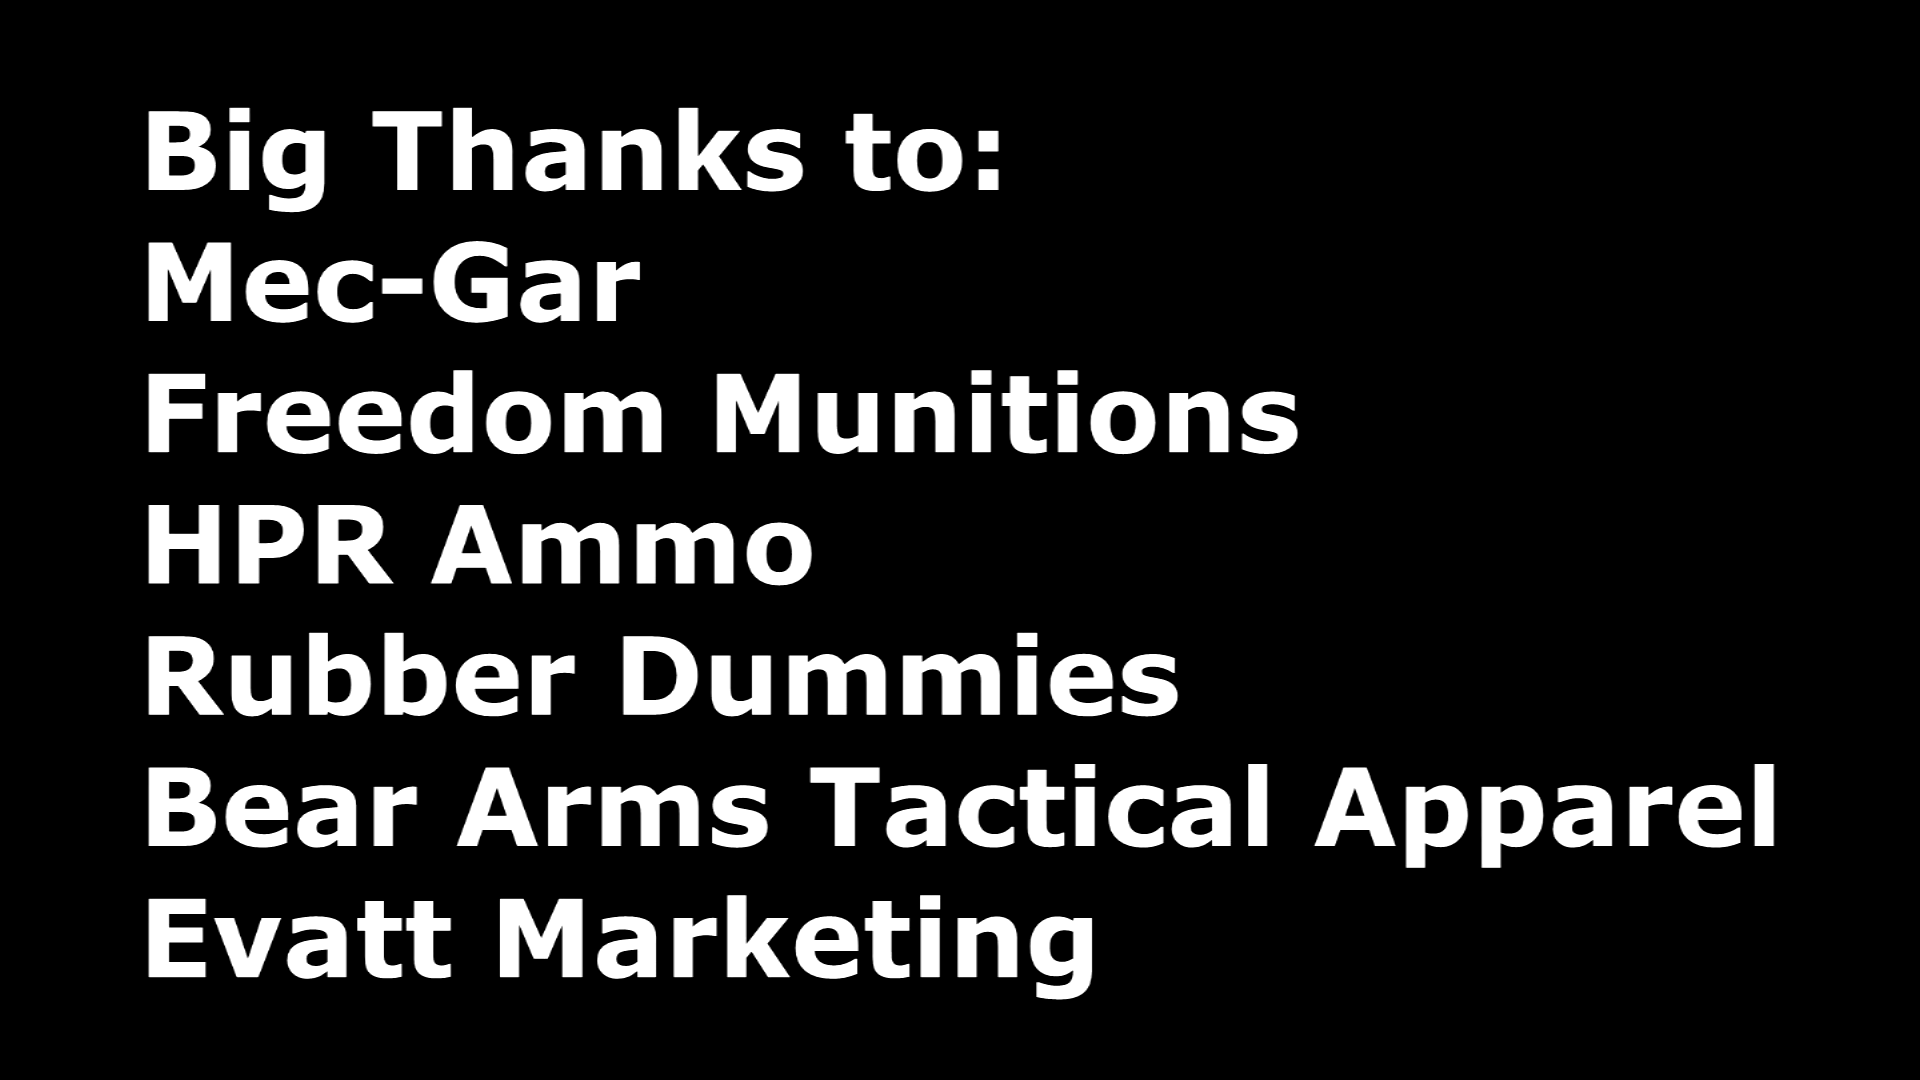 Big Thanks to:
Mec-Gar
Freedom Munitions
HPR Ammo
Rubber Dummies
Bear Arms Tactical Apparel
Evatt Marketing